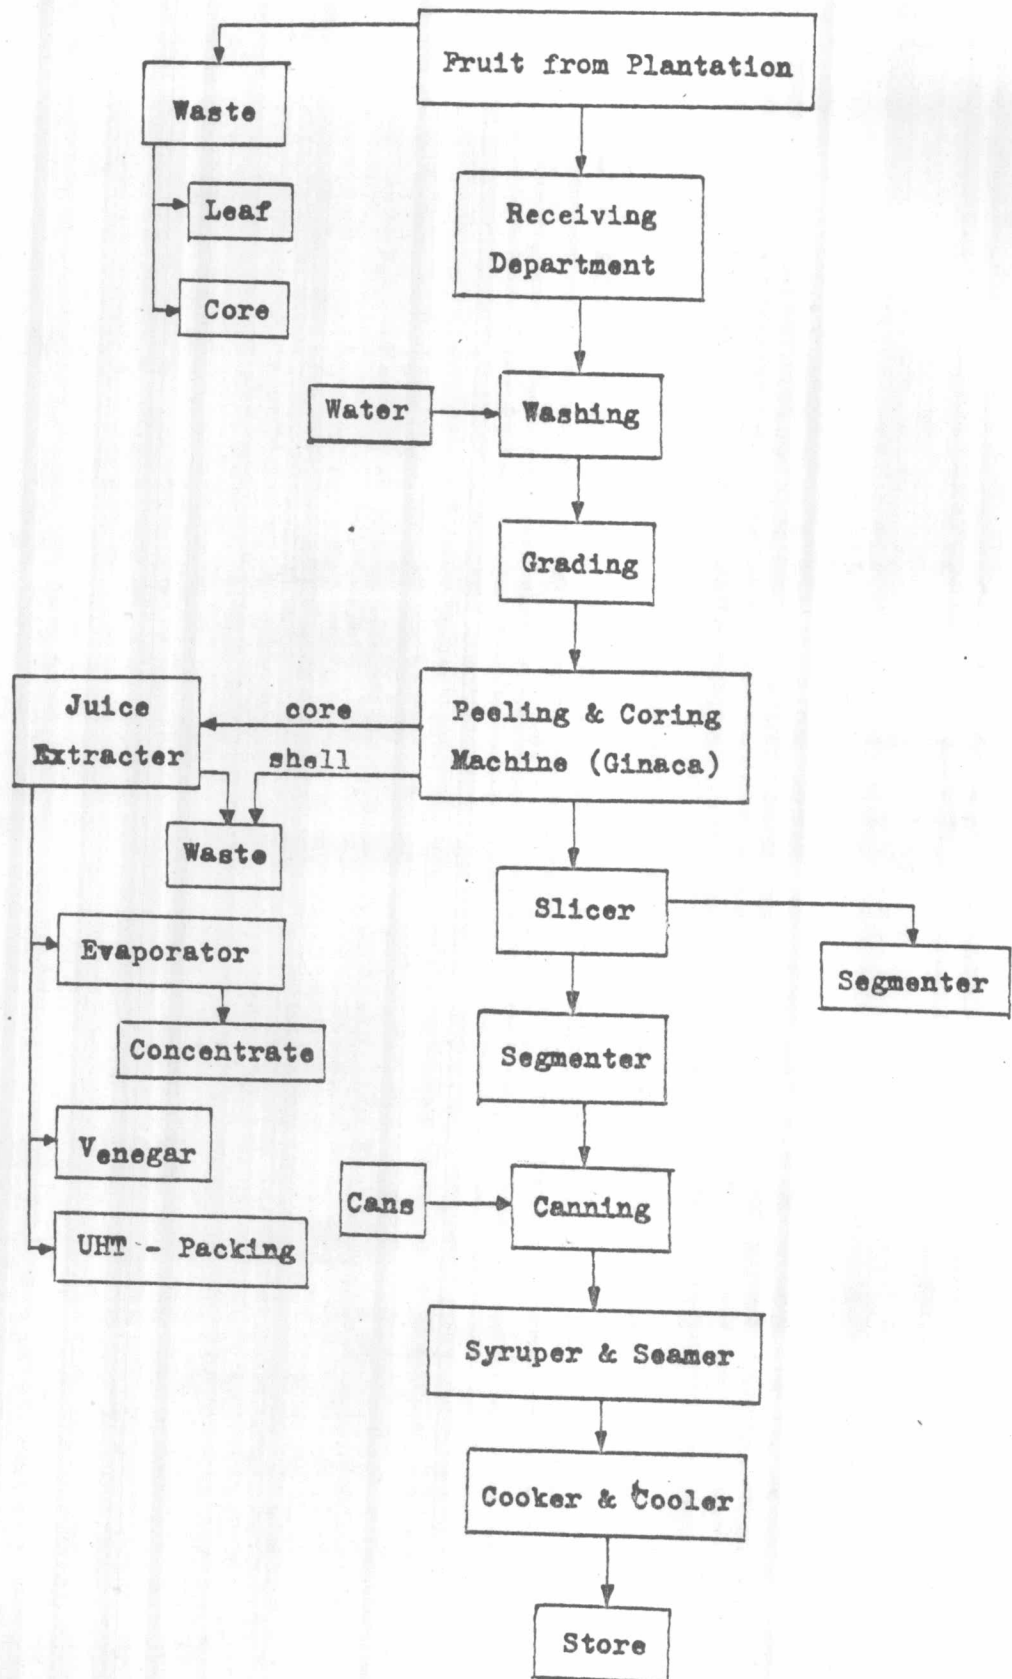 Fruit from Plantation
Waste
Leaf
Core
Receiving
Department
Water
Washing
Grading
Peeling & Coring
Machine (Ginaca)
core
shell
Juice
Extracter
Waste
Evaporator
Concentrate
Venegar
UHT - Packing
Slicer
Segmenter
Segmenter
Cans
Canning
Syruper & Seamer
Cooker & Cooler
Store